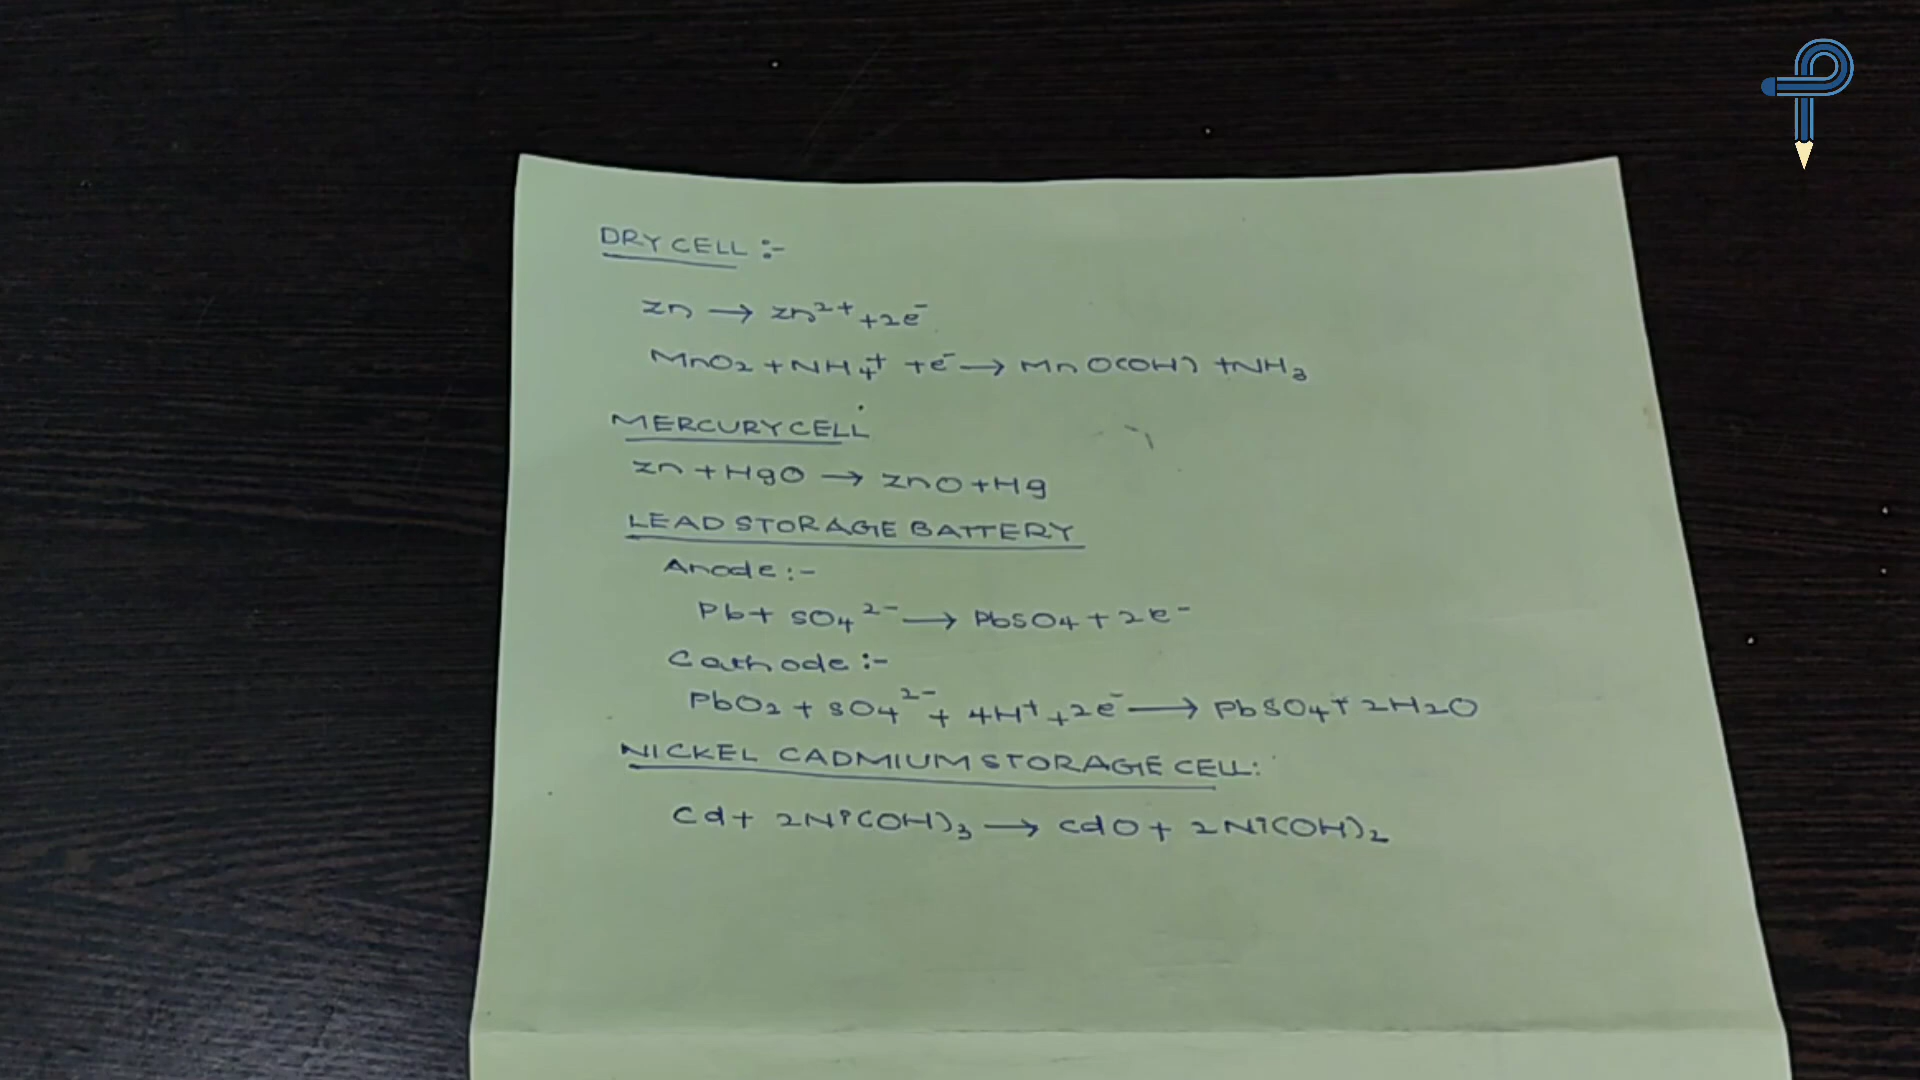 DRY CELL :-
Zn → Zn²⁺ + 2e⁻
MnO₂ + NH₄⁺ + e⁻ → MnO(OH) + NH₃
MERCURY CELL
Zn + HgO → ZnO + Hg
LEAD STORAGE BATTERY
Anode :-
Pb + SO₄²⁻ → PbSO₄ + 2e⁻
Cathode :-
PbO₂ + SO₄²⁻ + 4H⁺ + 2e⁻ → PbSO₄ + 2H₂O
NICKEL CADMIUM STORAGE CELL:
Cd + 2Ni(OH)₃ → CdO + 2Ni(OH)₂